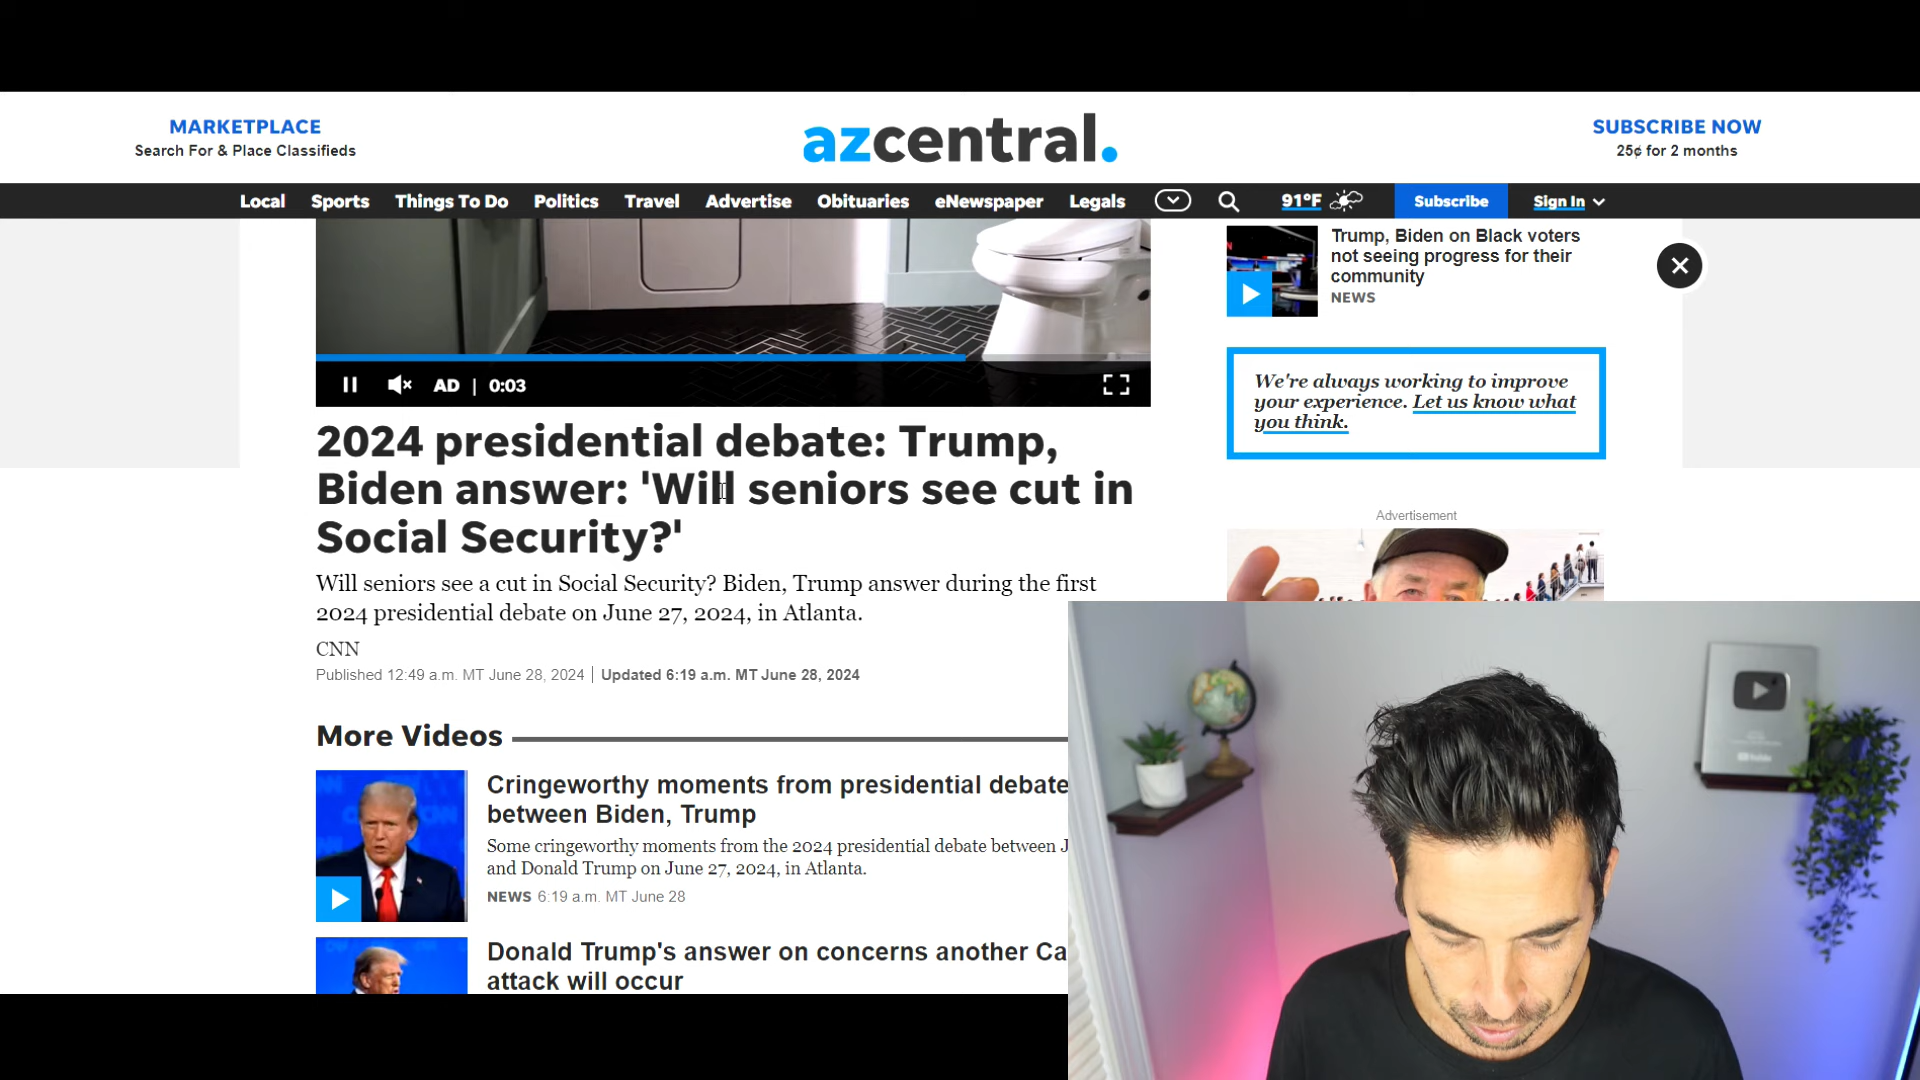 MARKETPLACE
Search For & Place Classifieds
azcentral.
SUBSCRIBE NOW
25¢ for 2 months
Local Sports Things To Do Politics Travel Advertise Obituaries eNewspaper Legals 91°F Subscribe Sign In
Trump, Biden on Black voters
not seeing progress for their
community
NEWS
AD | 0:03
We're always working to improve
your experience. Let us know what
you think.
2024 presidential debate: Trump,
Biden answer: 'Will seniors see cut in
Social Security?'
Will seniors see a cut in Social Security? Biden, Trump answer during the first
2024 presidential debate on June 27, 2024, in Atlanta.
CNN
Published 12:49 a.m. MT June 28, 2024 | Updated 6:19 a.m. MT June 28, 2024
Advertisement
More Videos
Cringeworthy moments from presidential debate
between Biden, Trump
Some cringeworthy moments from the 2024 presidential debate between J
and Donald Trump on June 27, 2024, in Atlanta.
NEWS 6:19 a.m. MT June 28
Donald Trump's answer on concerns another Ca
attack will occur